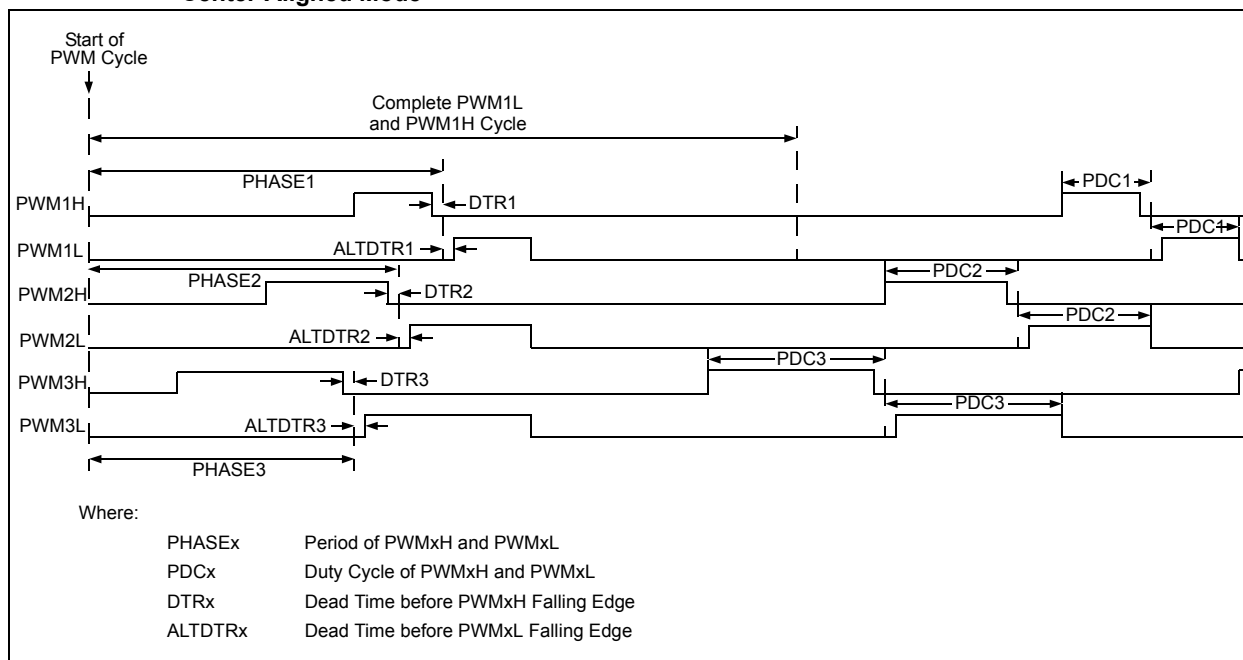 Center-Aligned Mode
Start of
PWM Cycle
Complete PWM1L
and PWM1H Cycle
PHASE1
PDC1
PWM1H
DTR1
PDC1
PWM1L
ALTDTR1
PHASE2
PDC2
PWM2H
DTR2
PDC2
PWM2L
ALTDTR2
PDC3
PWM3H
DTR3
PDC3
PWM3L
ALTDTR3
PHASE3
Where:
PHASEx Period of PWMxH and PWMxL
PDCx Duty Cycle of PWMxH and PWMxL
DTRx Dead Time before PWMxH Falling Edge
ALTDTRx Dead Time before PWMxL Falling Edge